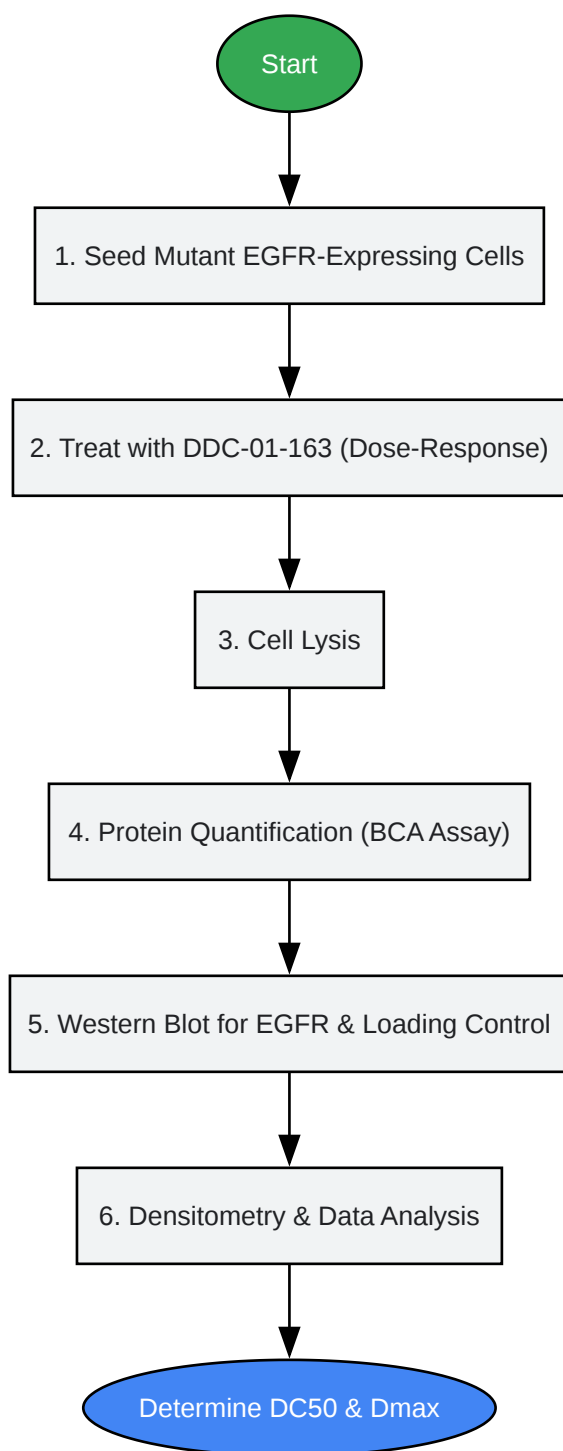 Start
1. Seed Mutant EGFR-Expressing Cells
2. Treat with DDC-01-163 (Dose-Response)
3. Cell Lysis
4. Protein Quantification (BCA Assay)
5. Western Blot for EGFR & Loading Control
6. Densitometry & Data Analysis
Determine DC50 & Dmax